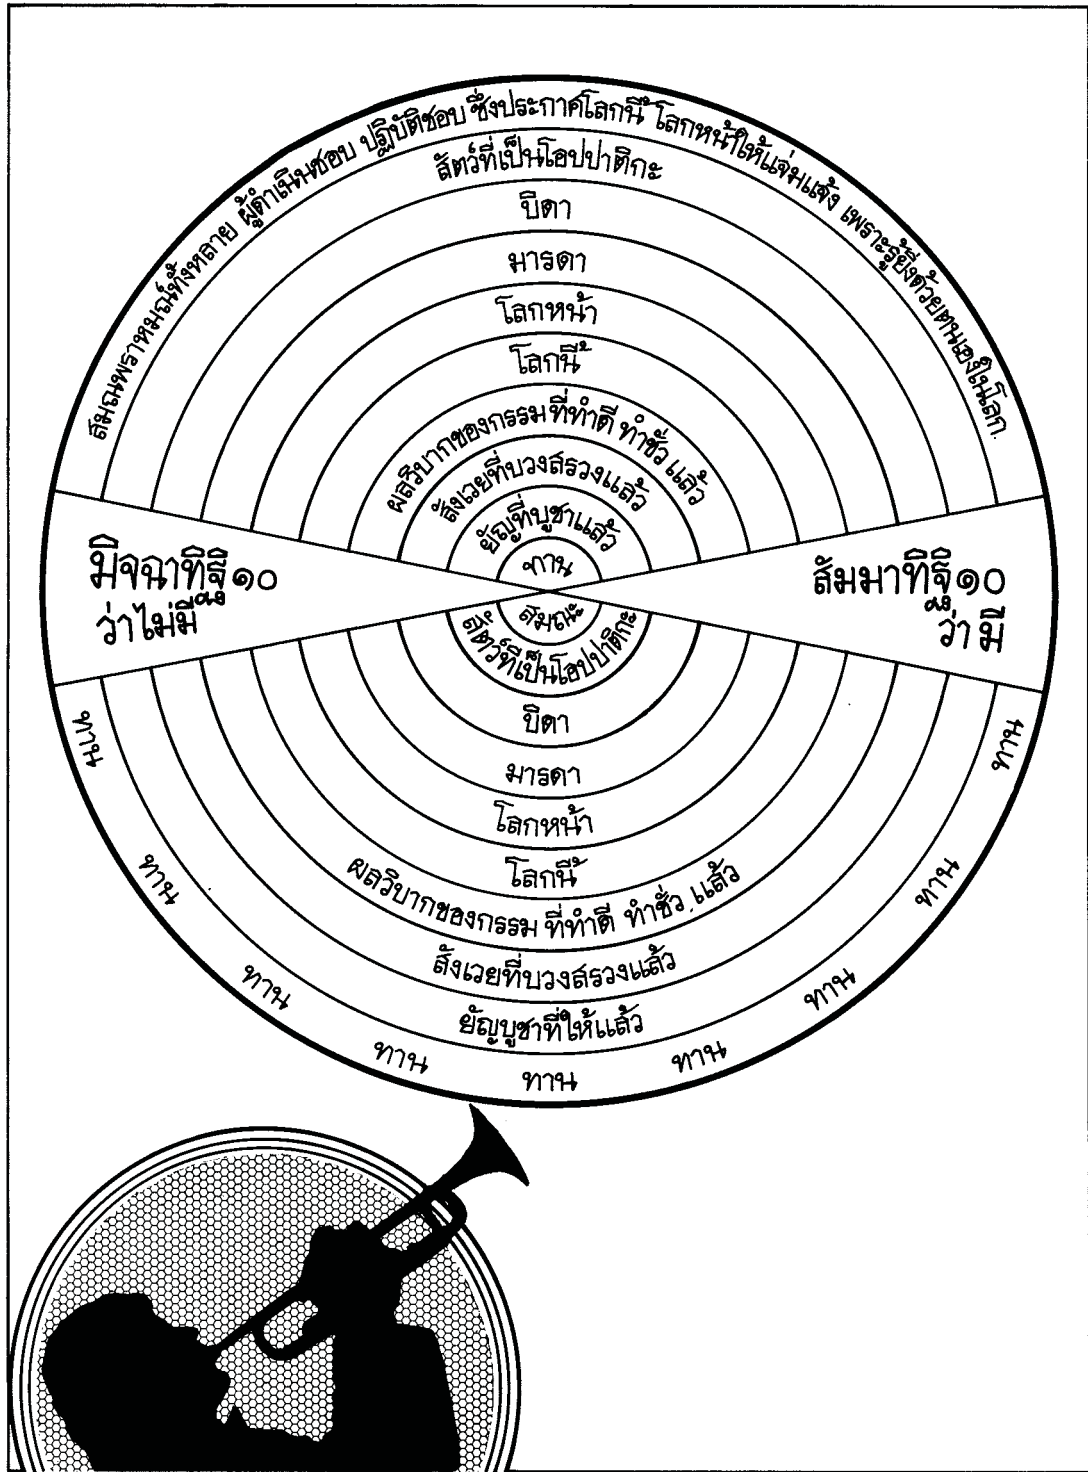 สมณพราหมณ์ทั้งหลาย ผู้ดำเนินชอบ ปฏิบัติชอบ ซึ่งประกาศโลกนี้ โลกหน้าให้แจ่มแจ้ง เพราะรู้ยิ่งด้วยตนเองในโลก.
สัตว์ที่เป็นโอปปาติกะ
บิดา
มารดา
โลกหน้า
โลกนี้
ผลวิบากของกรรม ที่ทำดี ทำชั่ว แล้ว
สังเวยที่บวงสรวงแล้ว
ยัญที่บูชาแล้ว
ทาน
มิจฉาทิฐิ ๑๐
ว่าไม่มี
สัมมาทิฐิ ๑๐
ว่ามี
สมณะ
สัตว์ที่เป็นโอปปาติกะ
บิดา
มารดา
โลกหน้า
โลกนี้
ผลวิบากของกรรม ที่ทำดี ทำชั่ว แล้ว
สังเวยที่บวงสรวงแล้ว
ยัญบูชาที่ให้แล้ว
ทาน
ทาน
ทาน
ทาน
ทาน
ทาน
ทาน
ทาน
ทาน